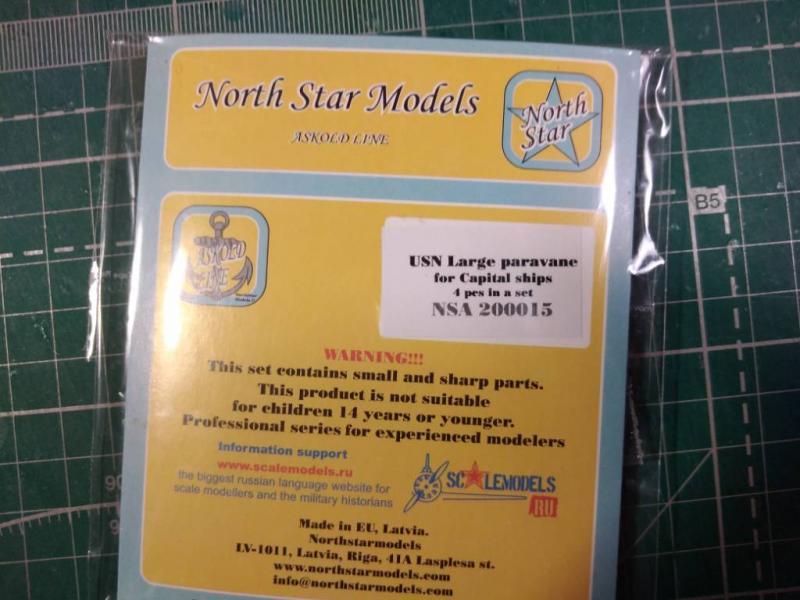 North Star Models
ASKOLD LINE
North
Star
B5
ASKOLD
LINE
USN Large paravane
for Capital ships
4 pcs in a set
NSA 200015
WARNING!!!
This set contains small and sharp parts.
This product is not suitable
for children 14 years or younger.
Professional series for experienced modelers
Information support
www.scalemodels.ru
the biggest russian language website for
scale modellers and the military historians
SCALEMODELS
RU
Made in EU, Latvia.
Northstarmodels
LV-1011, Latvia, Riga, 41A Lasplesa st.
www.northstarmodels.com
info@northstarmodels.com